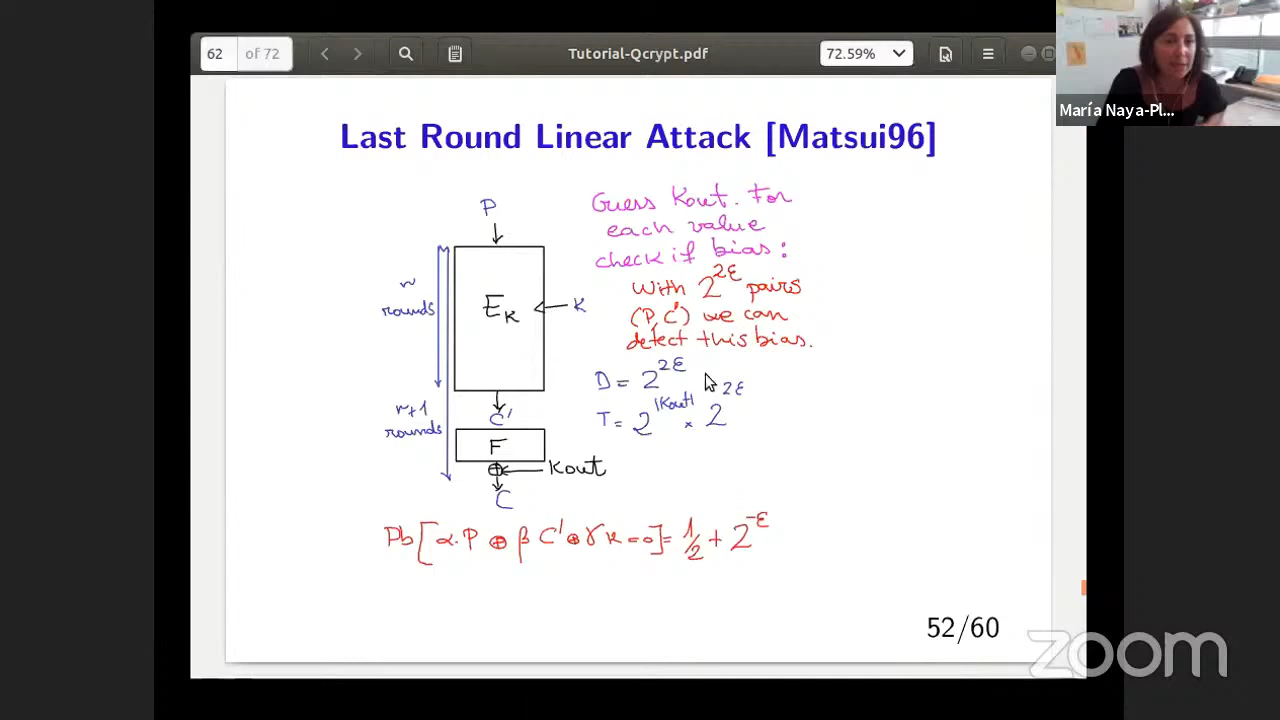 62 of 72
Tutorial-Qcrypt.pdf
72.59%
María Naya-Pl...
Last Round Linear Attack [Matsui96]
P
n
rounds
E_K
K
C'
r+1
rounds
F
Kout
C
Guess Kout. For
each value
check if bias:
With 2^2ε pairs
(P, C') we can
detect this bias.
D = 2^2ε
T = 2^|Kout| × 2^2ε
Pb[α.P ⊕ β C' ⊕ γ K = 0] = 1/2 + 2^-ε
52/60
zoom